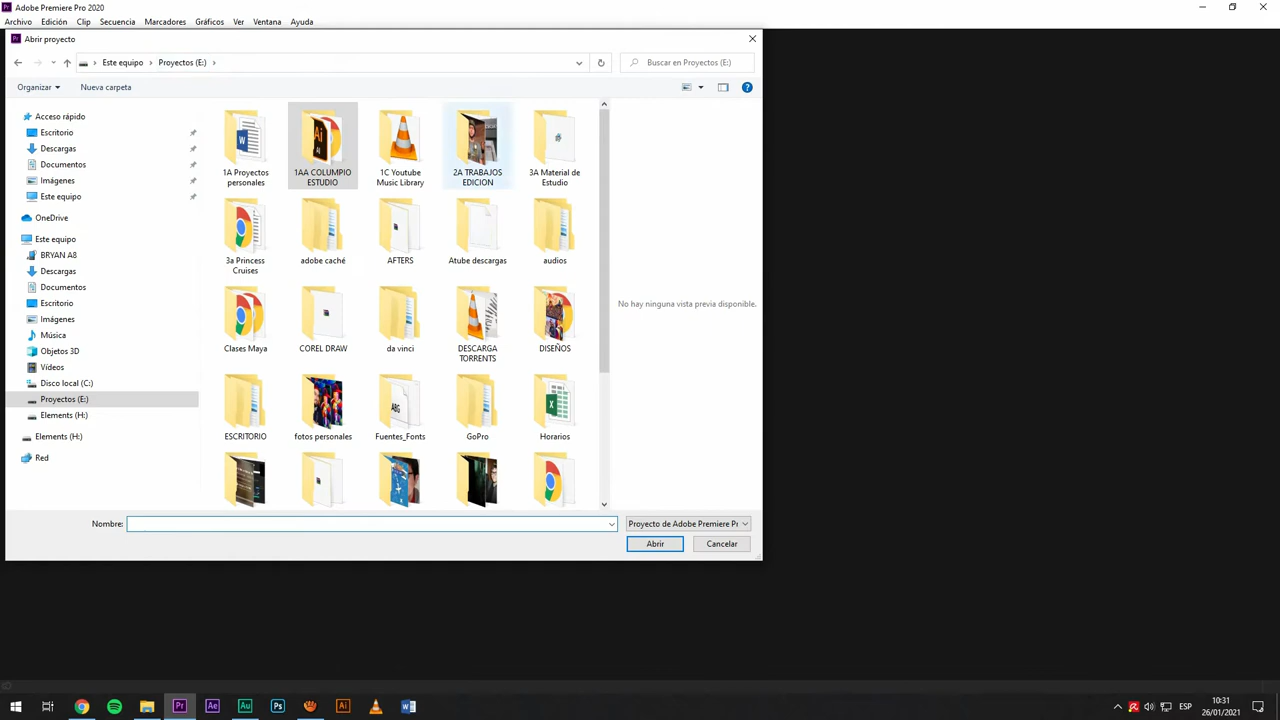 Adobe Premiere Pro 2020
Archivo Edición Clip Secuencia Marcadores Gráficos Ver Ventana Ayuda
Abrir proyecto
Este equipo > Proyectos (E:) >
Buscar en Proyectos (E:)
Organizar Nueva carpeta
Acceso rápido
Escritorio
Descargas
Documentos
Imágenes
Este equipo
OneDrive
Este equipo
BRYAN A8
Descargas
Documentos
Escritorio
Imágenes
Música
Objetos 3D
Vídeos
Disco local (C:)
Proyectos (E:)
Elements (H:)
Elements (H:)
Red
1A Proyectos personales
1AA COLUMPIO ESTUDIO
1C Youtube Music Library
2A TRABAJOS EDICION
3A Material de Estudio
3a Princess Cruises
adobe caché
AFTERS
Atube descargas
audios
Clases Maya
COREL DRAW
da vinci
DESCARGA TORRENTS
DISEÑOS
ESCRITORIO
fotos personales
Fuentes_Fonts
GoPro
Horarios
No hay ninguna vista previa disponible.
Nombre:
Proyecto de Adobe Premiere Pr
Abrir Cancelar
ESP
10:31
26/01/2021